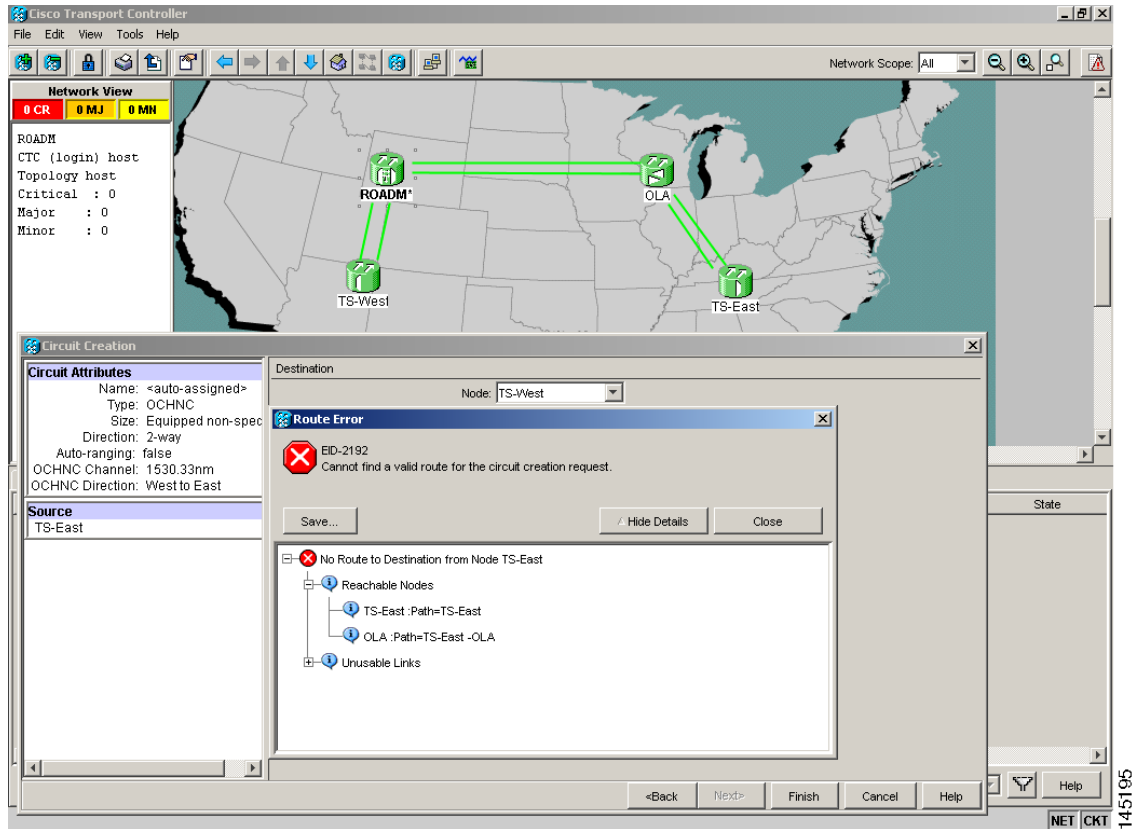 Cisco Transport Controller
File Edit View Tools Help
Network Scope: All
Network View
0 CR 0 MJ 0 MN
ROADM
CTC (login) host
Topology host
Critical : 0
Major : 0
Minor : 0
ROADM*
OLA
TS-West
TS-East
Circuit Creation
Circuit Attributes
Name: <auto-assigned>
Type: OCHNC
Size: Equipped non-spec
Direction: 2-way
Auto-ranging: false
OCHNC Channel: 1530.33nm
OCHNC Direction: West to East
Source
TS-East
Destination
Node: TS-West
Route Error
EID-2192
Cannot find a valid route for the circuit creation request.
Save... Hide Details Close
No Route to Destination from Node TS-East
Reachable Nodes
TS-East :Path=TS-East
OLA :Path=TS-East -OLA
Unusable Links
State
<Back Next> Finish Cancel Help
Help
NET CKT
145195